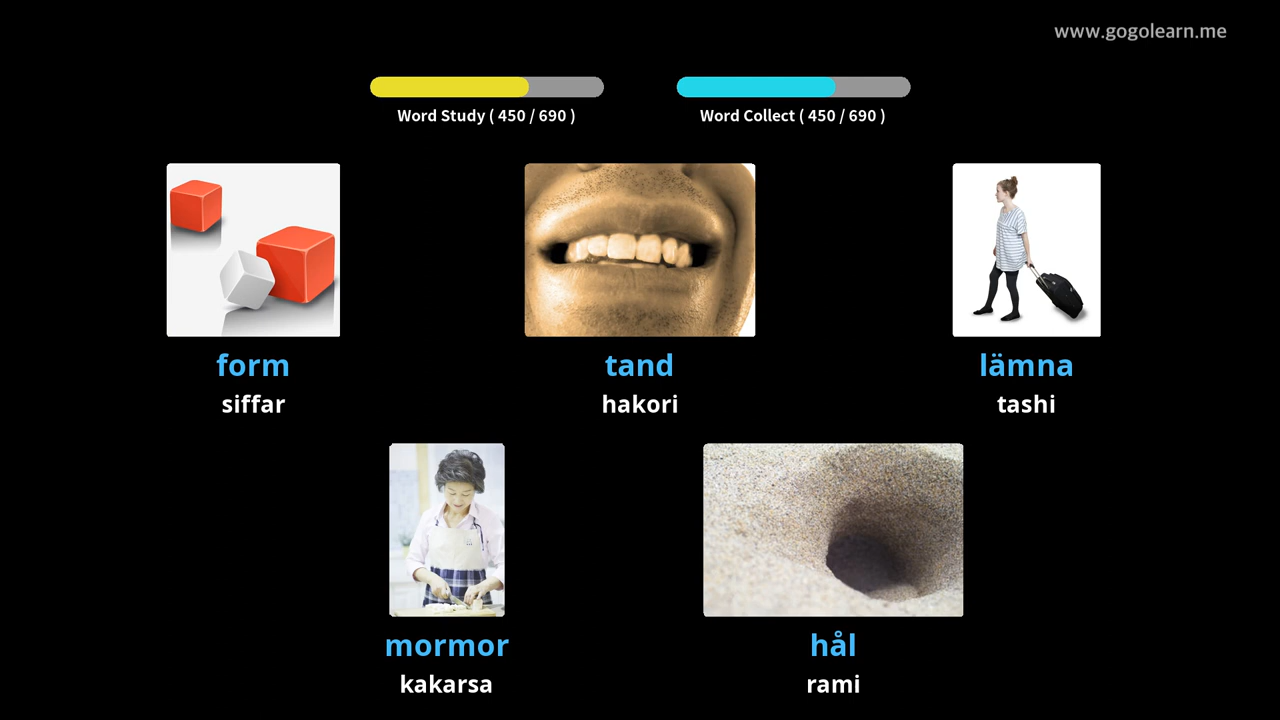 www.gogolearn.me
Word Study ( 450 / 690 )
Word Collect ( 450 / 690 )
form
siffar
tand
hakori
lämna
tashi
mormor
kakarsa
hål
rami